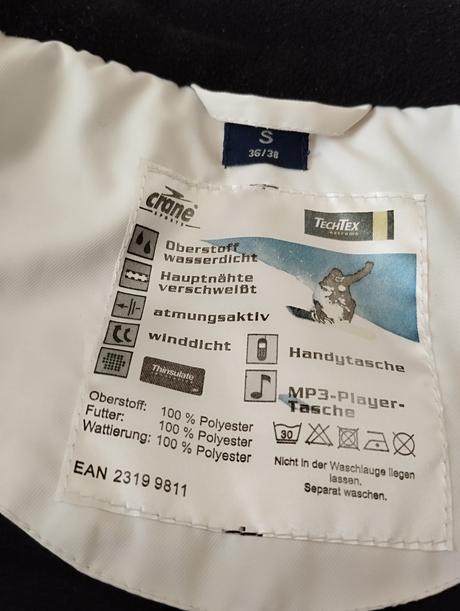 S
36/38
crane
SPORTS
TECHTEX
extreme
Oberstoff
wasserdicht
Hauptnähte
verschweißt
atmungsaktiv
winddicht
Handytasche
Thinsulate
MP3-Player-
Tasche
Oberstoff: 100 % Polyester
Futter: 100 % Polyester
Wattierung: 100 % Polyester
30
Nicht in der Waschlauge liegen
lassen.
Separat waschen.
EAN 2319 9811